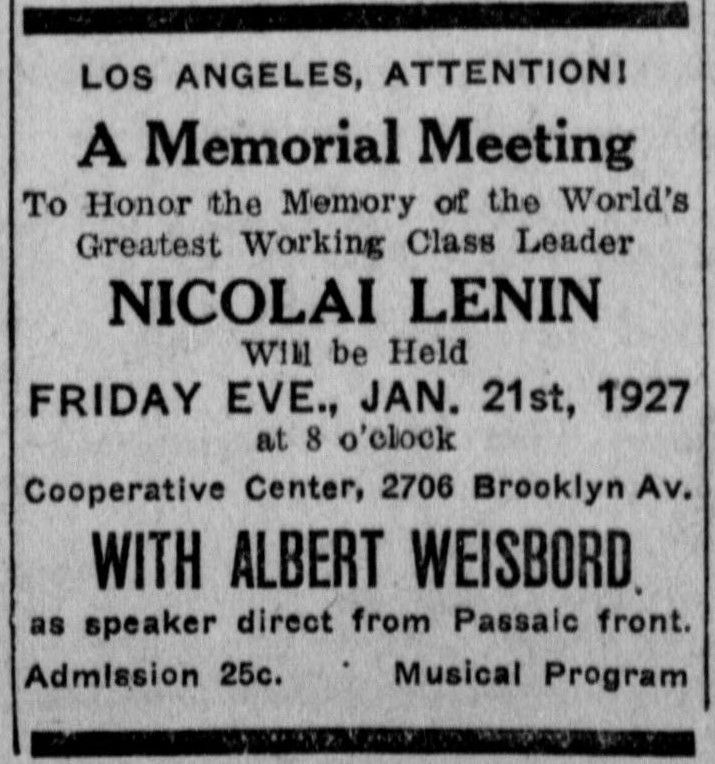 LOS ANGELES, ATTENTION!
A Memorial Meeting
To Honor the Memory of the World's
Greatest Working Class Leader
NICOLAI LENIN
Will be Held
FRIDAY EVE., JAN. 21st, 1927
at 8 o'clock
Cooperative Center, 2706 Brooklyn Av.
WITH ALBERT WEISBORD.
as speaker direct from Passaic front.
Admission 25c. Musical Program